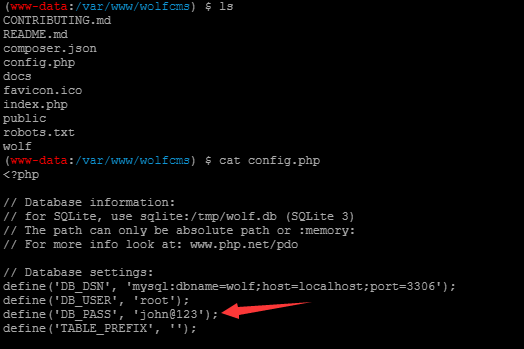 (www-data:/var/www/wolfcms) $ ls
CONTRIBUTING.md
README.md
composer.json
config.php
docs
favicon.ico
index.php
public
robots.txt
wolf
(www-data:/var/www/wolfcms) $ cat config.php
<?php

// Database information:
// for SQLite, use sqlite:/tmp/wolf.db (SQLite 3)
// The path can only be absolute path or :memory:
// For more info look at: www.php.net/pdo

// Database settings:
define('DB_DSN', 'mysql:dbname=wolf;host=localhost;port=3306');
define('DB_USER', 'root');
define('DB_PASS', 'john@123');
define('TABLE_PREFIX', '');